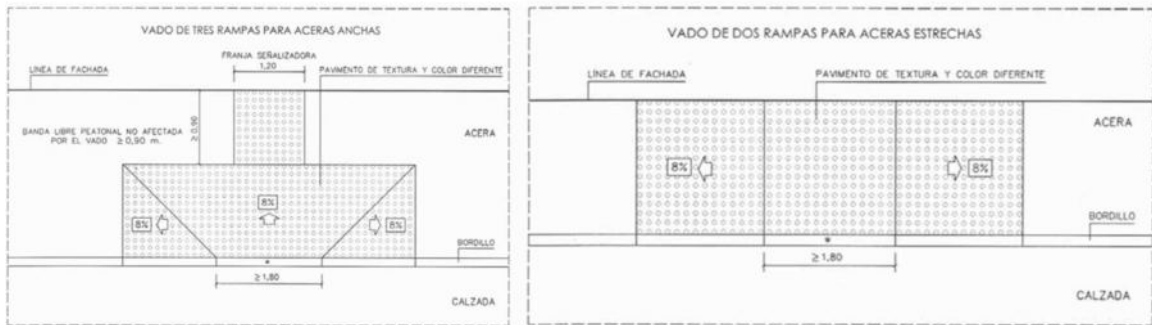 VADO DE TRES RAMPAS PARA ACERAS ANCHAS
FRANJA SEÑALIZADORA
1,20
LINEA DE FACHADA
PAVIMENTO DE TEXTURA Y COLOR DIFERENTE
≥ 0,90
BANDA LIBRE PEATONAL NO AFECTADA
POR EL VADO ≥ 0,90 m.
ACERA
8%
8%
8%
BORDILLO
≥ 1,80
CALZADA
VADO DE DOS RAMPAS PARA ACERAS ESTRECHAS
LÍNEA DE FACHADA
PAVIMENTO DE TEXTURA Y COLOR DIFERENTE
ACERA
8%
8%
BORDILLO
≥ 1,80
CALZADA